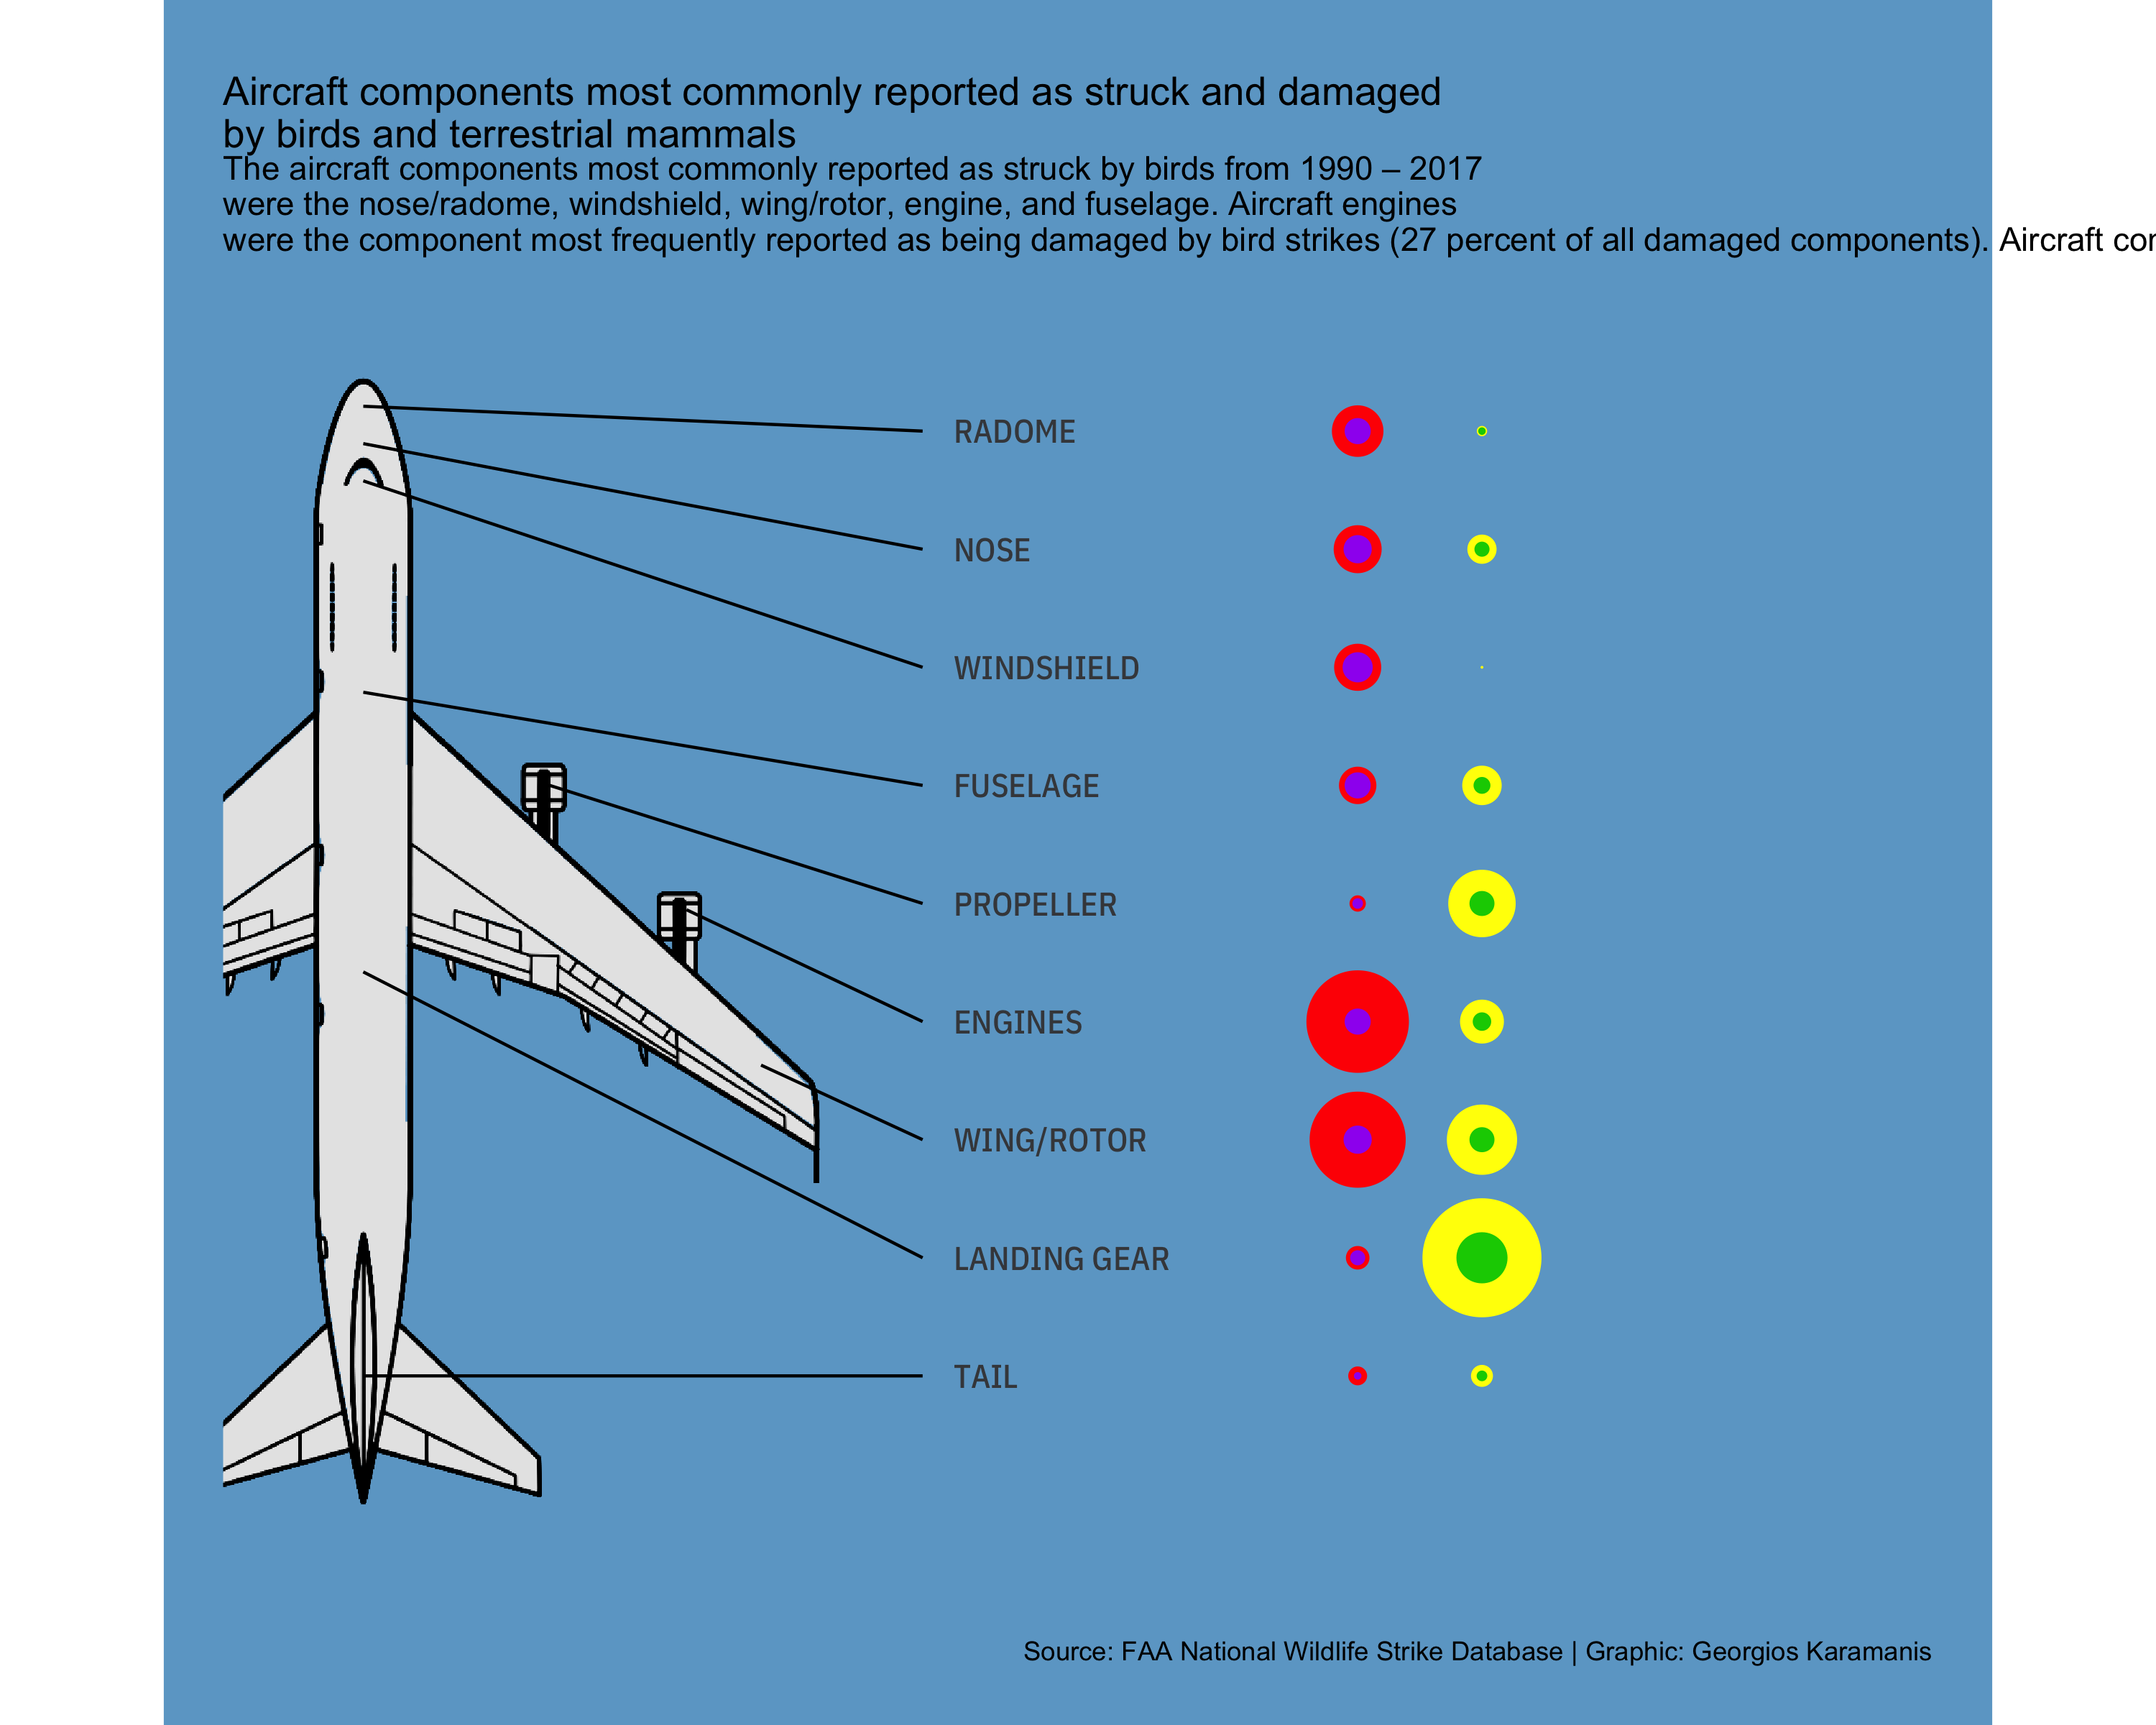 Aircraft components most commonly reported as struck and damaged
by birds and terrestrial mammals
The aircraft components most commonly reported as struck by birds from 1990 – 2017
were the nose/radome, windshield, wing/rotor, engine, and fuselage. Aircraft engines
were the component most frequently reported as being damaged by bird strikes (27 percent of all damaged components). Aircraft
RADOME
NOSE
WINDSHIELD
FUSELAGE
PROPELLER
ENGINES
WING/ROTOR
LANDING GEAR
TAIL
Source: FAA National Wildlife Strike Database | Graphic: Georgios Karamanis